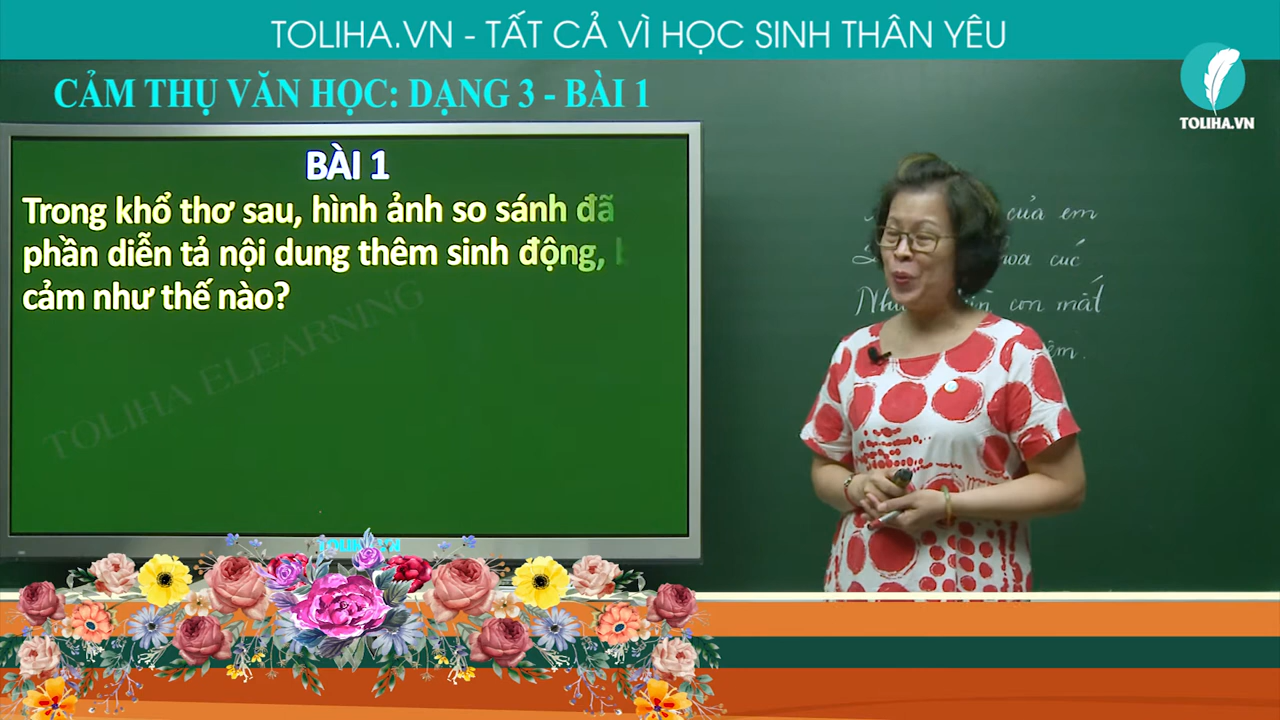 TOLIHA.VN - TẤT CẢ VÌ HỌC SINH THÂN YÊU
TOLIHA.VN
CẢM THỤ VĂN HỌC: DẠNG 3 - BÀI 1
BÀI 1
Trong khổ thơ sau, hình ảnh so sánh đã
phần diễn tả nội dung thêm sinh động,
cảm như thế nào?
TOLIHA ELEARNING
của em
cúc
con mắt